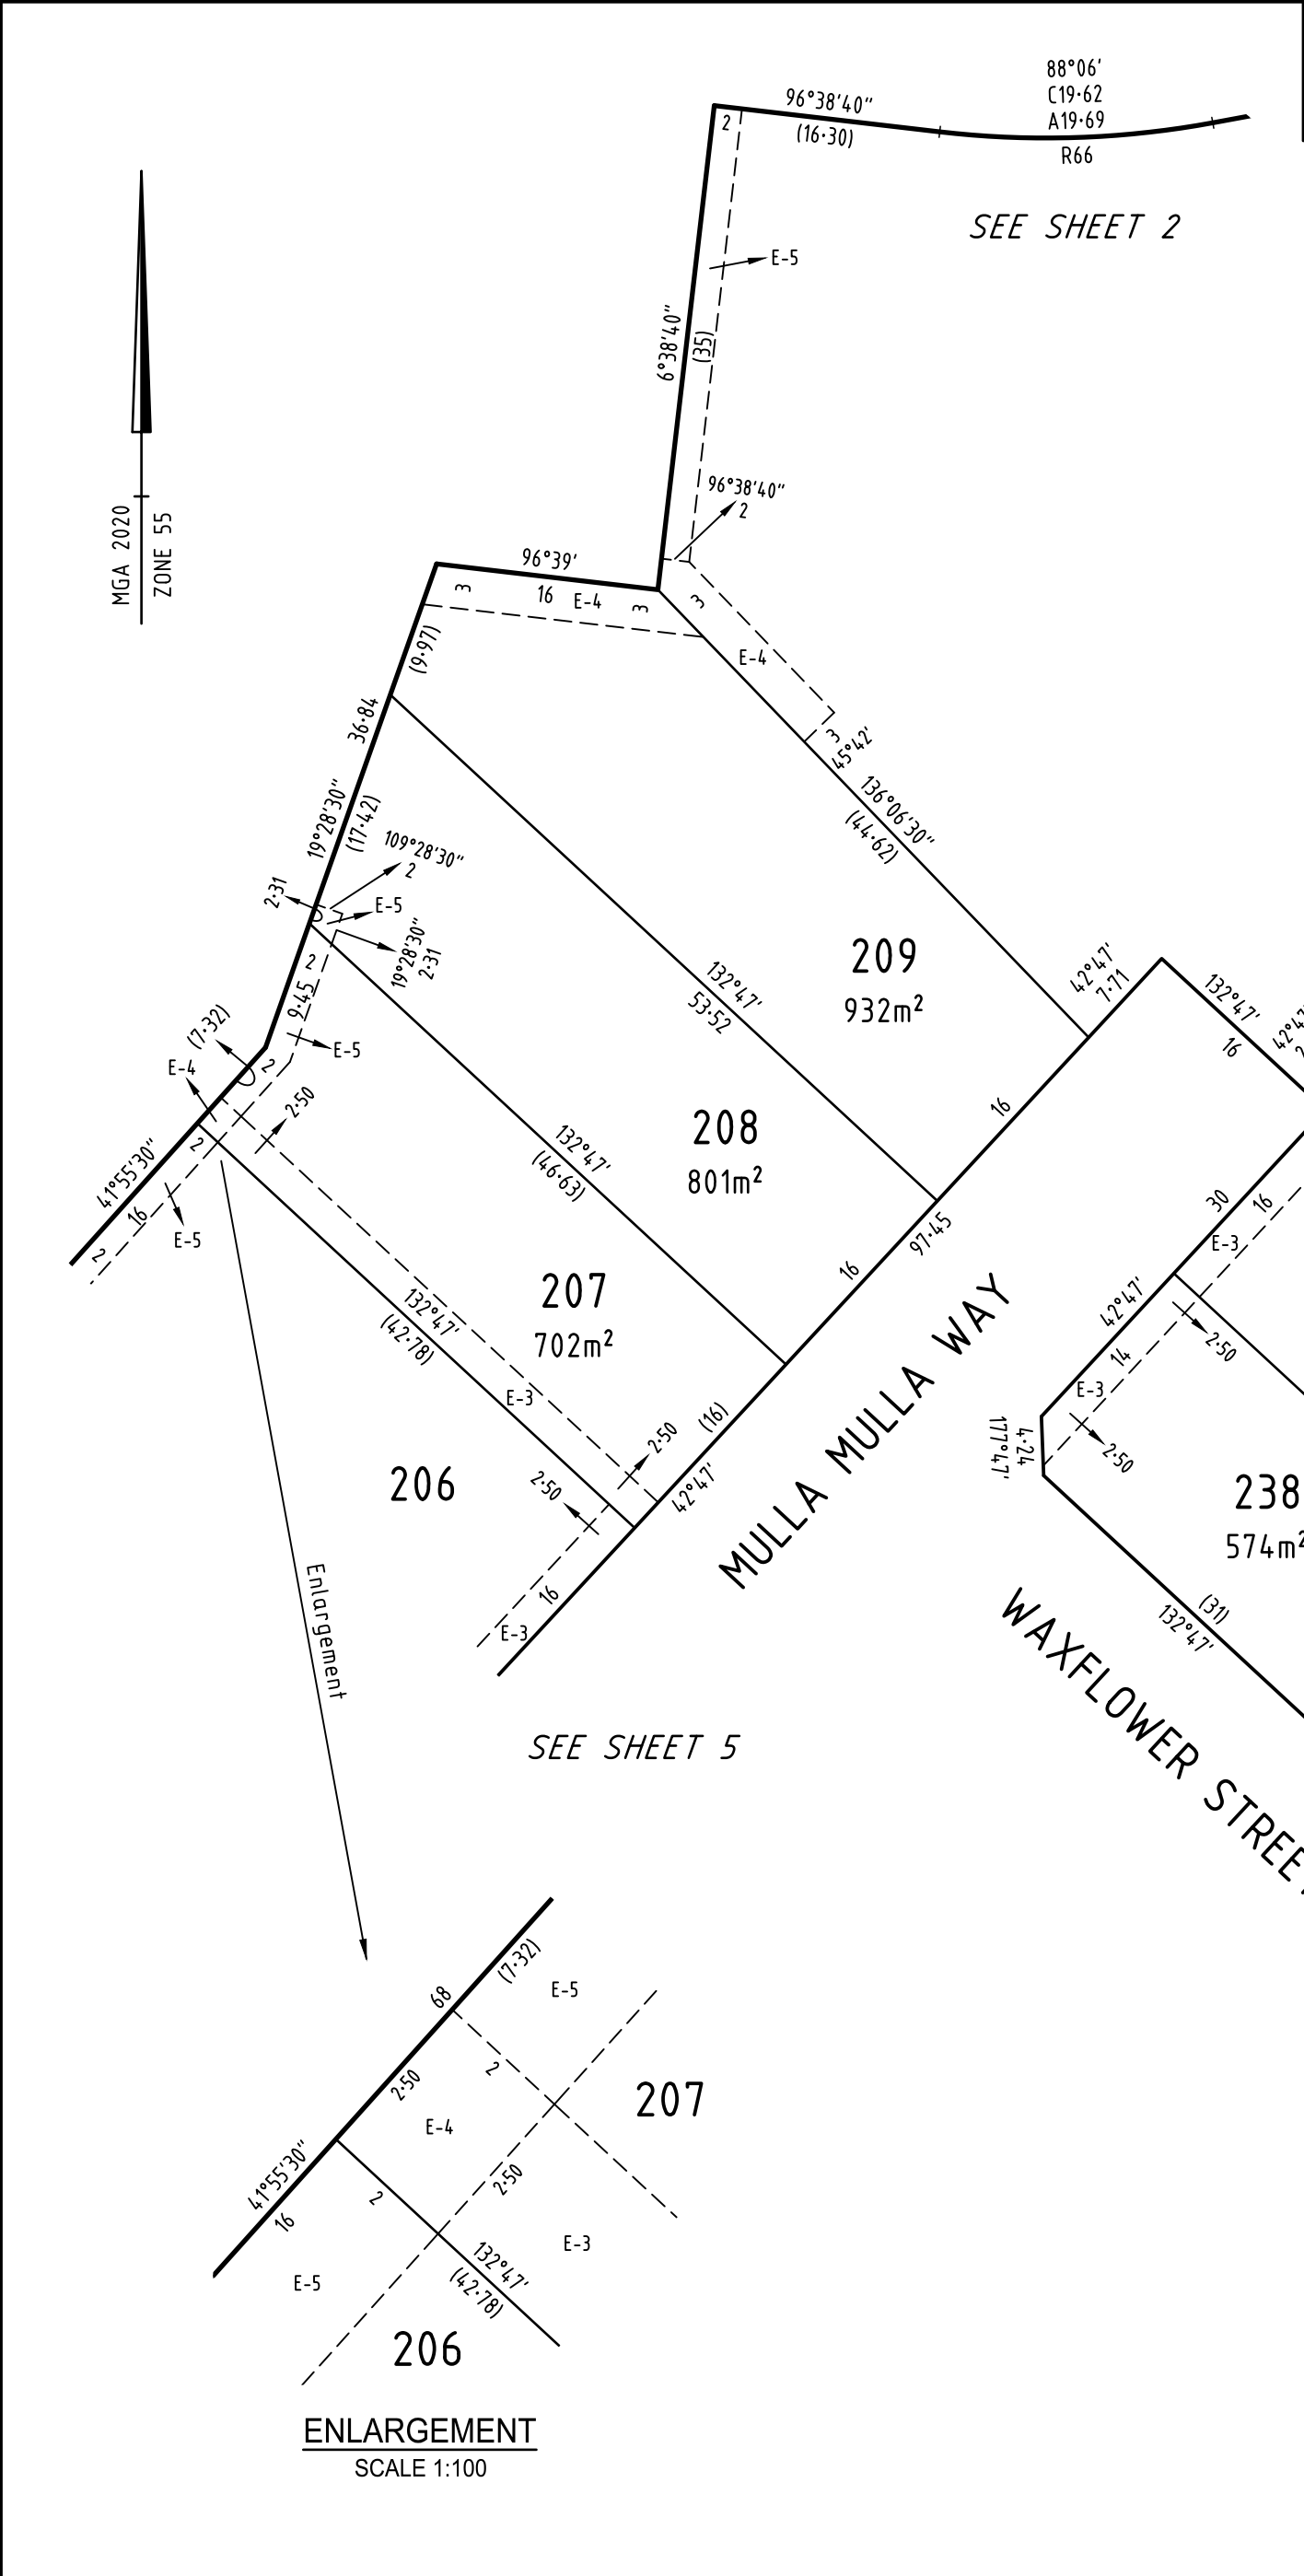 88°06'
C19·62
A19·69
R66
96°38'40"
(16·30)
2
SEE SHEET 2
E-5
6°38'40"
(35)
96°38'40"
2
MGA 2020
ZONE 55
96°39'
3
16
E-4
3
3
E-4
(9·97)
36·84
3
45°42'
136°06'30"
(44·62)
19°28'30"
(17·42)
109°28'30"
2
2·31
E-5
19°28'30"
2·31
209
932m²
132°47'
53·52
42°47'
7·71
132°47'
16
2
9·45
E-5
(7·32)
E-4
2
2·50
208
801m²
16
41°55'30"
2
16
E-5
2
132°47'
(46·63)
30
16
E-3
97·45
16
207
702m²
132°47'
(42·78)
42°47'
2·50
14
E-3
E-3
MULLA MULLA WAY
(16)
2·50
42°47'
2·50
4·24
177°47'
2·50
206
238
574m²
16
E-3
(31)
132°47'
WAXFLOWER STREET
Enlargement
SEE SHEET 5
(7·32)
E-5
68
2
2·50
207
E-4
41°55'30"
2·50
2
16
E-3
132°47'
(42·78)
E-5
206
ENLARGEMENT
SCALE 1:100